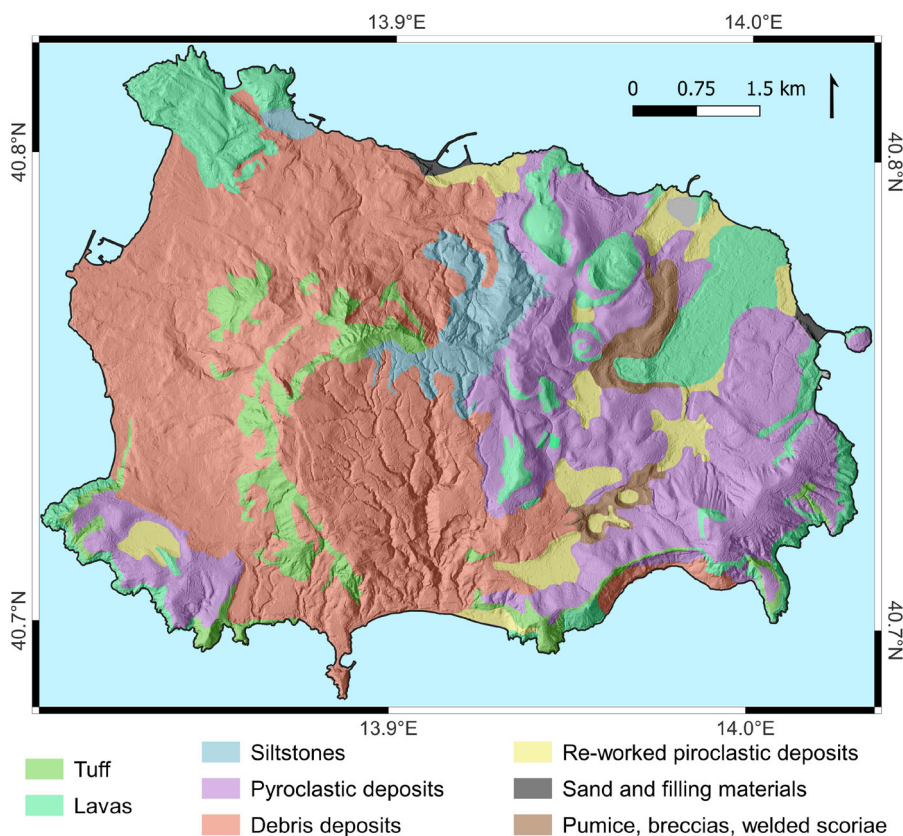 13.9°E 14.0°E
0 0.75 1.5 km
40.8°N 40.8°N
40.7°N 40.7°N
13.9°E 14.0°E
Tuff
Lavas
Siltstones
Pyroclastic deposits
Debris deposits
Re-worked piroclastic deposits
Sand and filling materials
Pumice, breccias, welded scoriae